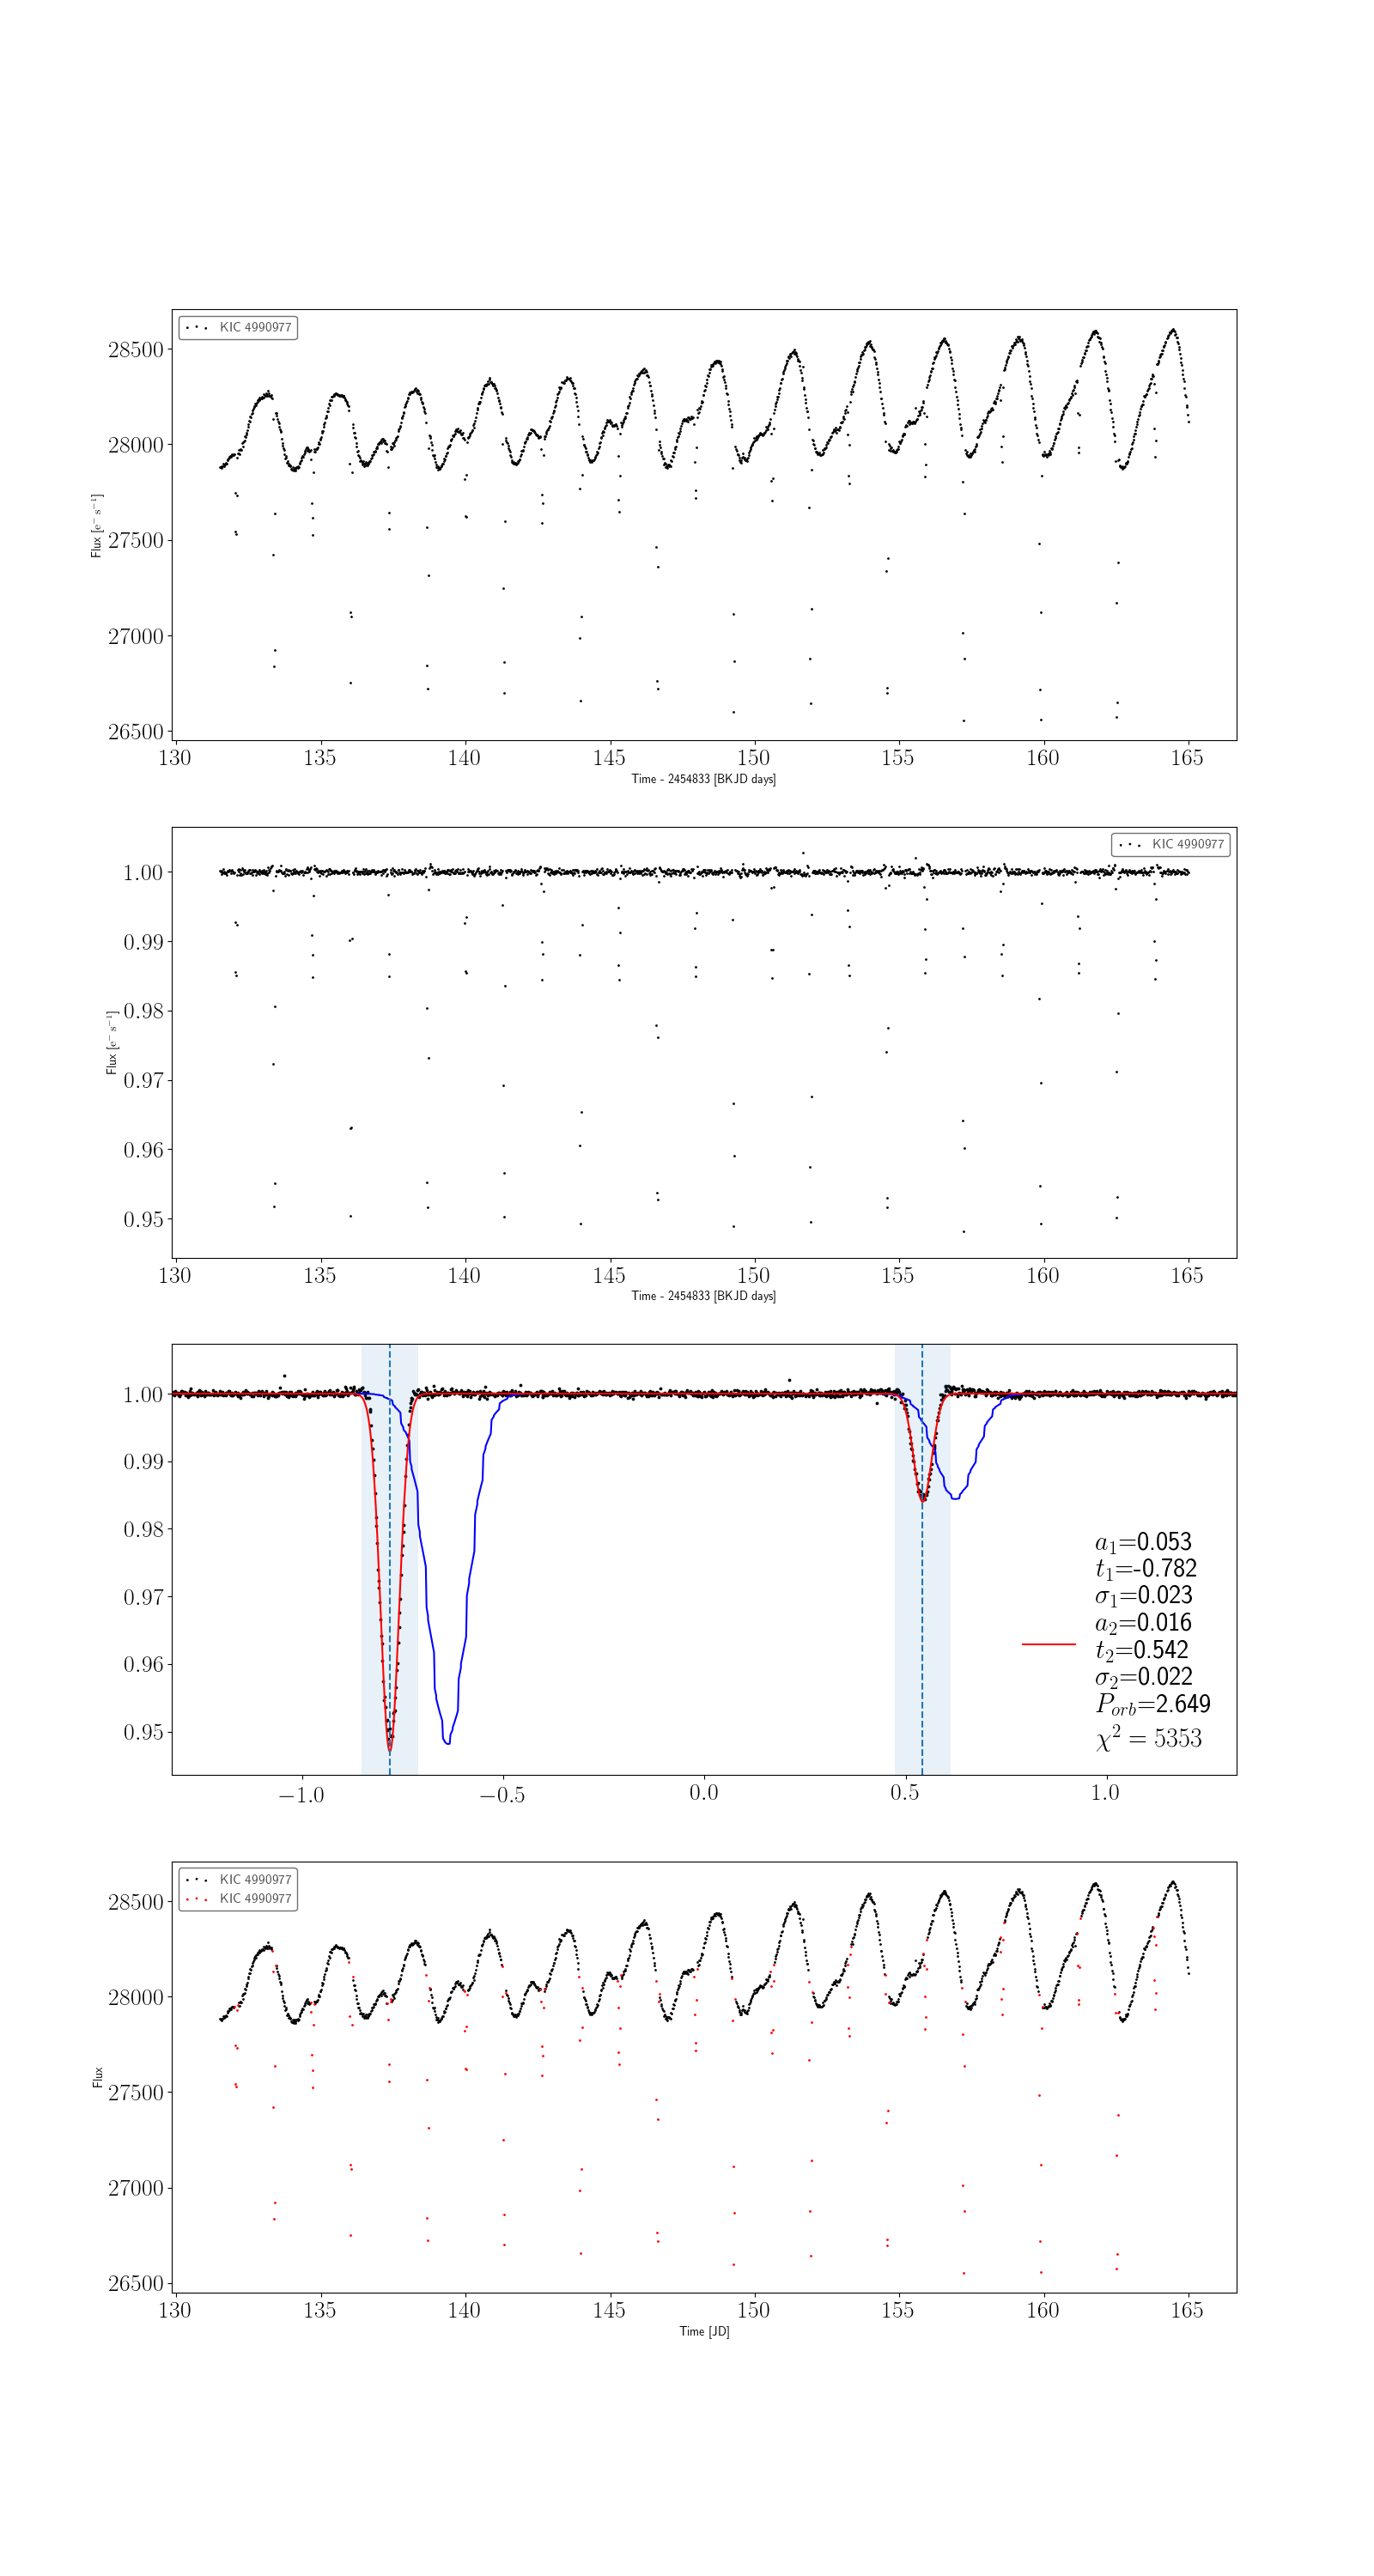 KIC 4990977
28500
28000
27500
27000
26500
Flux [e⁻ s⁻¹]
130 135 140 145 150 155 160 165
Time - 2454833 [BKJD days]
KIC 4990977
1.00
0.99
0.98
0.97
0.96
0.95
Flux [e⁻ s⁻¹]
130 135 140 145 150 155 160 165
Time - 2454833 [BKJD days]
1.00
0.99
0.98
0.97
0.96
0.95
a₁=0.053
t₁=-0.782
σ₁=0.023
a₂=0.016
t₂=0.542
σ₂=0.022
P_orb=2.649
χ² = 5353
−1.0 −0.5 0.0 0.5 1.0
KIC 4990977
KIC 4990977
28500
28000
27500
27000
26500
Flux
130 135 140 145 150 155 160 165
Time [JD]